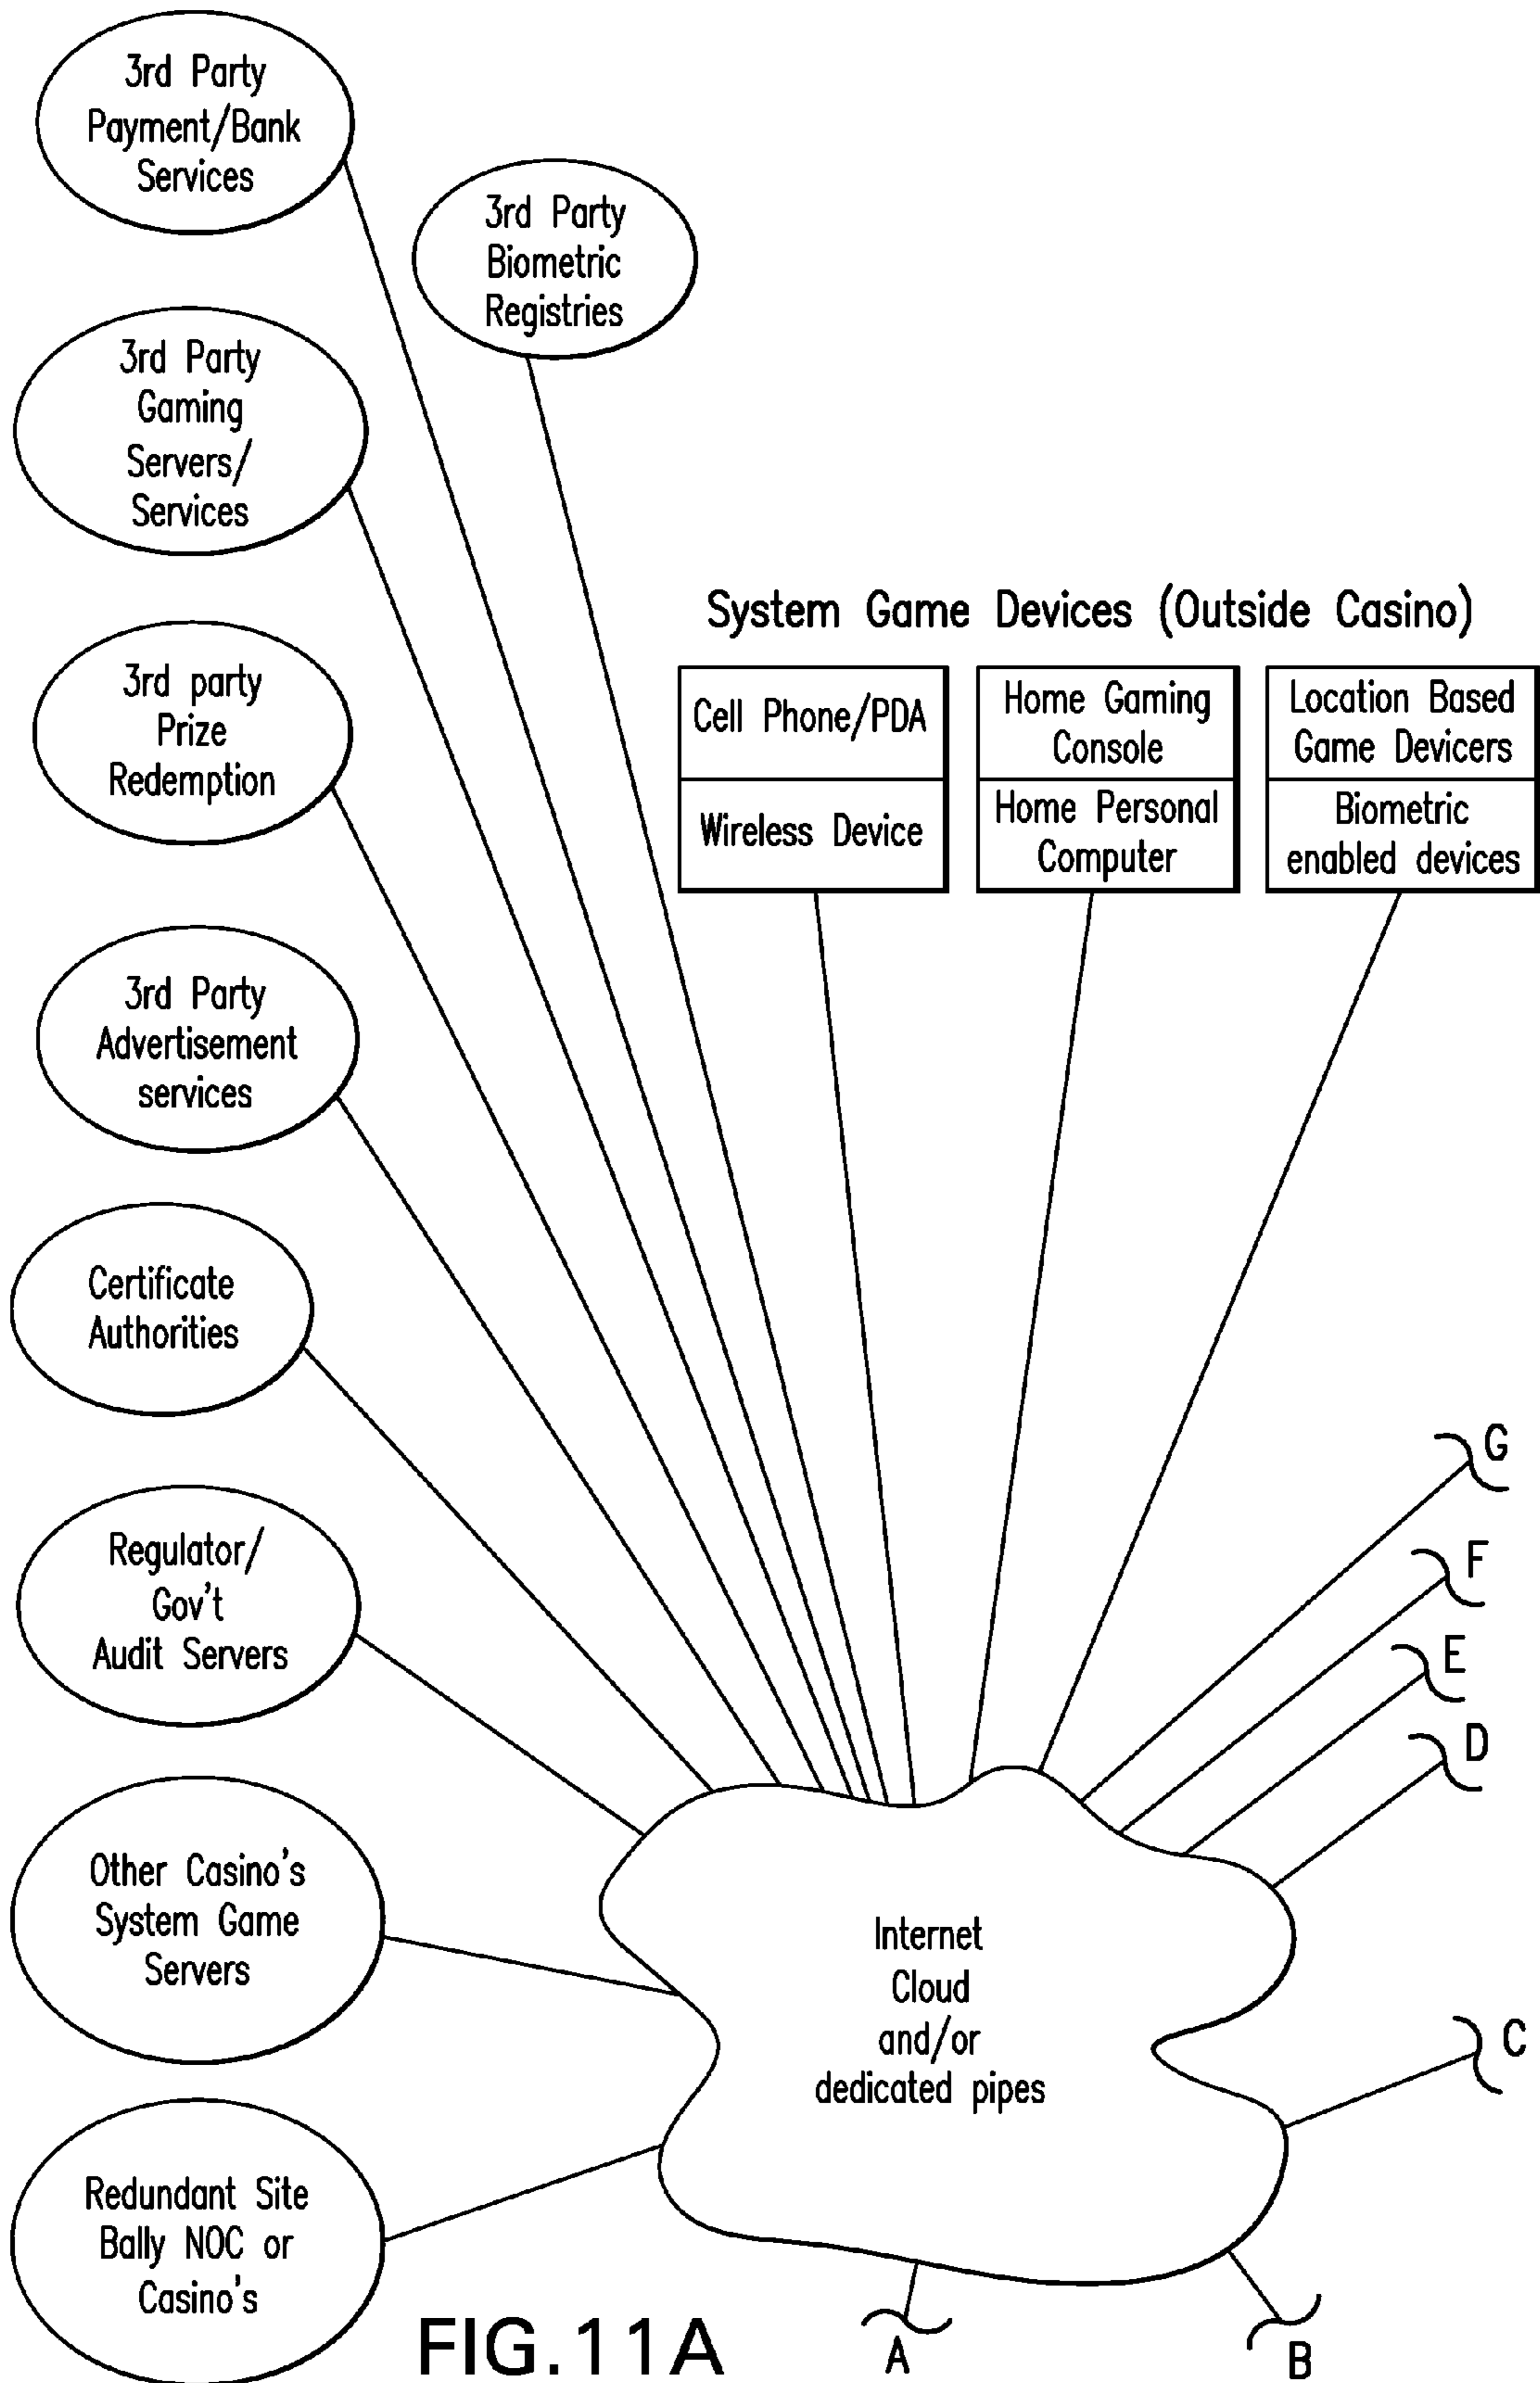 3rd Party
Payment/Bank
Services
3rd Party
Biometric
Registries
3rd Party
Gaming
Servers/
Services
System Game Devices (Outside Casino)
Cell Phone/PDA
Wireless Device
Home Gaming
Console
Home Personal
Computer
Location Based
Game Devicers
Biometric
enabled devices
3rd party
Prize
Redemption
3rd Party
Advertisement
services
Certificate
Authorities
Regulator/
Gov't
Audit Servers
Other Casino's
System Game
Servers
Redundant Site
Bally NOC or
Casino's
Internet
Cloud
and/or
dedicated pipes
G
F
E
D
C
B
A
FIG.11A